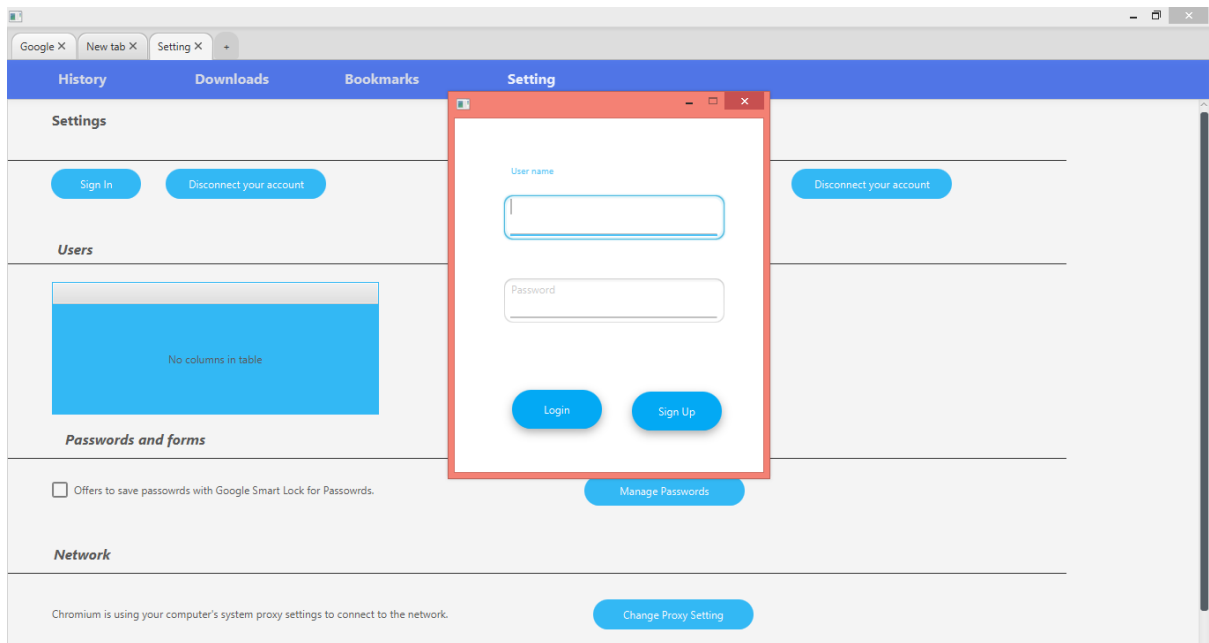 Google × New tab × Setting × +
History Downloads Bookmarks Setting
Settings
Sign In Disconnect your account Disconnect your account
Users
No columns in table
Passwords and forms
Offers to save passowrds with Google Smart Lock for Passowrds. Manage Passwords
Network
Chromium is using your computer's system proxy settings to connect to the network. Change Proxy Setting
User name
Password
Login Sign Up